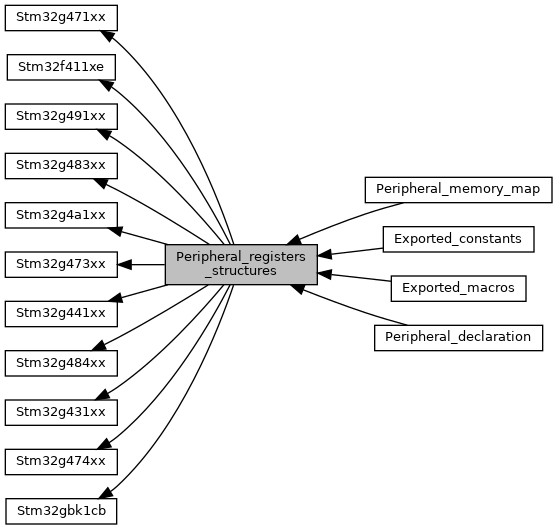 Stm32g471xx
Stm32f411xe
Stm32g491xx
Stm32g483xx
Stm32g4a1xx
Stm32g473xx
Stm32g441xx
Stm32g484xx
Stm32g431xx
Stm32g474xx
Stm32gbk1cb
Peripheral_registers
_structures
Peripheral_memory_map
Exported_constants
Exported_macros
Peripheral_declaration